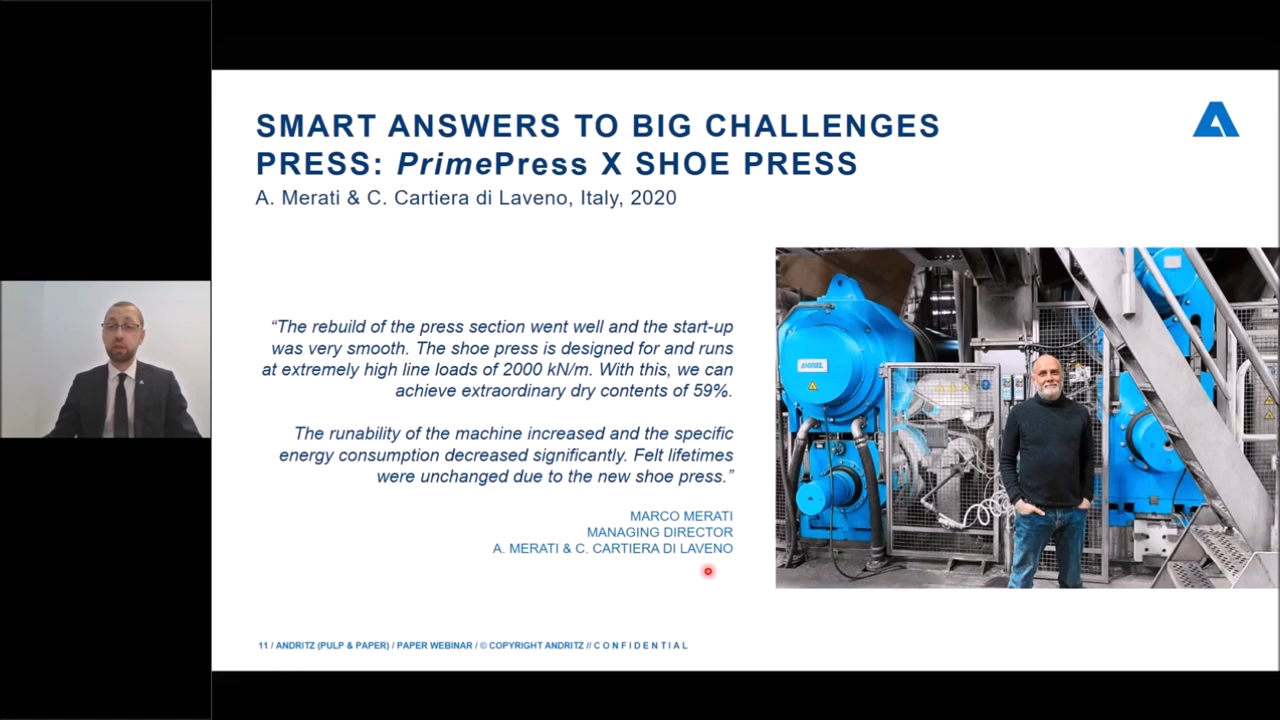 SMART ANSWERS TO BIG CHALLENGES
PRESS: PrimePress X SHOE PRESS
A. Merati & C. Cartiera di Laveno, Italy, 2020
“The rebuild of the press section went well and the start-up
was very smooth. The shoe press is designed for and runs
at extremely high line loads of 2000 kN/m. With this, we can
achieve extraordinary dry contents of 59%.
The runability of the machine increased and the specific
energy consumption decreased significantly. Felt lifetimes
were unchanged due to the new shoe press.”
MARCO MERATI
MANAGING DIRECTOR
A. MERATI & C. CARTIERA DI LAVENO
ANDRITZ
11 / ANDRITZ (PULP & PAPER) / PAPER WEBINAR / © COPYRIGHT ANDRITZ // CONFIDENTIAL